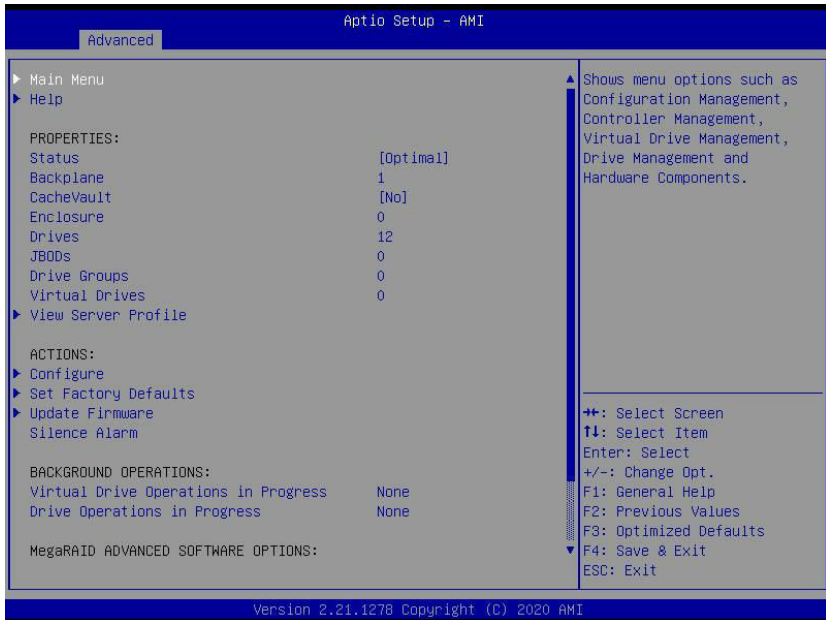 Aptio Setup - AMI
Advanced
Main Menu
Help
PROPERTIES:
Status [Optimal]
Backplane 1
CacheVault [No]
Enclosure 0
Drives 12
JBODs 0
Drive Groups 0
Virtual Drives 0
View Server Profile
ACTIONS:
Configure
Set Factory Defaults
Update Firmware
Silence Alarm
BACKGROUND OPERATIONS:
Virtual Drive Operations in Progress None
Drive Operations in Progress None
MegaRAID ADVANCED SOFTWARE OPTIONS:
Shows menu options such as
Configuration Management,
Controller Management,
Virtual Drive Management,
Drive Management and
Hardware Components.
→←: Select Screen
↑↓: Select Item
Enter: Select
+/-: Change Opt.
F1: General Help
F2: Previous Values
F3: Optimized Defaults
F4: Save & Exit
ESC: Exit
Version 2.21.1278 Copyright (C) 2020 AMI